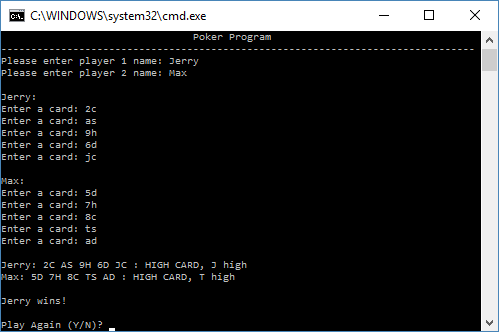 C:\WINDOWS\system32\cmd.exe
Poker Program
--------------------------------------------------------------------------------
Please enter player 1 name: Jerry
Please enter player 2 name: Max
Jerry:
Enter a card: 2c
Enter a card: as
Enter a card: 9h
Enter a card: 6d
Enter a card: jc
Max:
Enter a card: 5d
Enter a card: 7h
Enter a card: 8c
Enter a card: ts
Enter a card: ad
Jerry: 2C AS 9H 6D JC : HIGH CARD, J high
Max: 5D 7H 8C TS AD : HIGH CARD, T high
Jerry wins!
Play Again (Y/N)? _